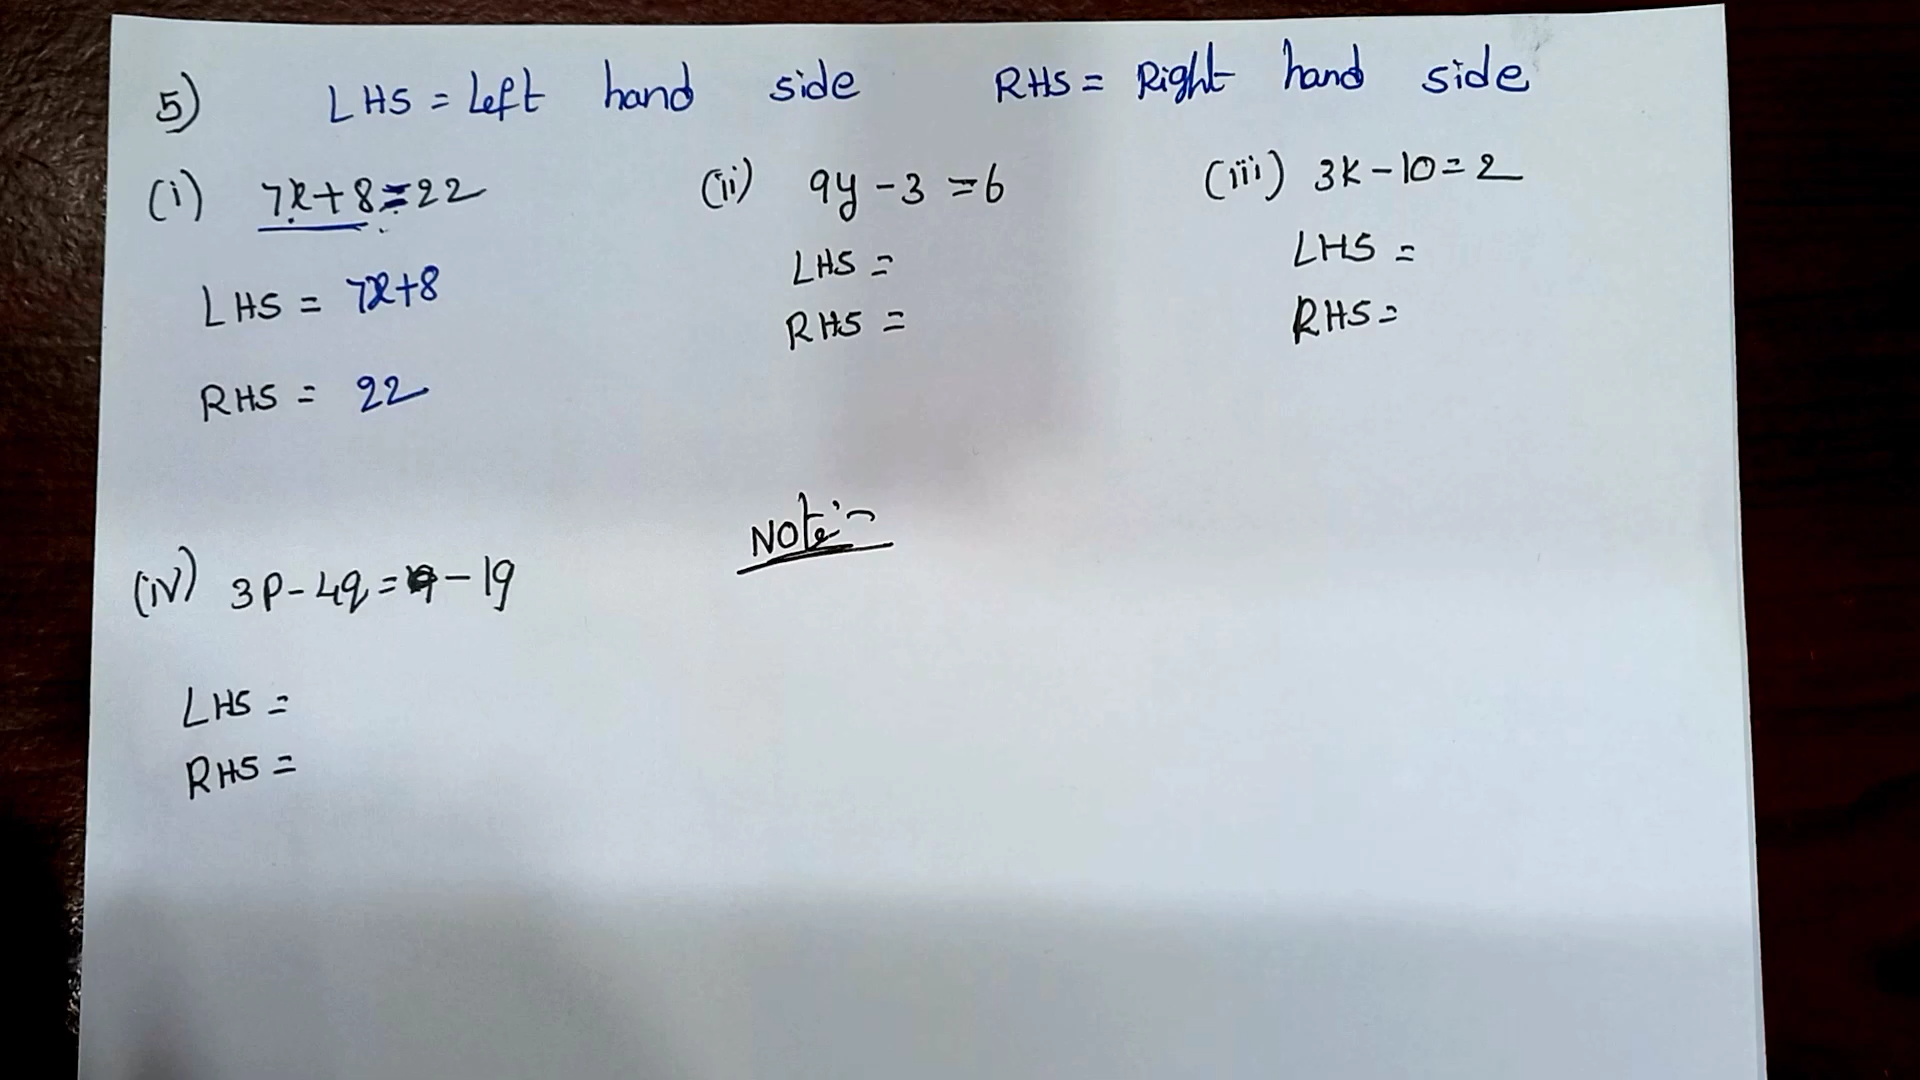 5) LHS = Left hand side RHS = Right hand side
(i) 7x+8=22 (ii) 9y-3=6 (iii) 3k-10=2
LHS = 7x+8 LHS = LHS =
RHS = 22 RHS = RHS =
Note:-
(iv) 3p-4q= -19
LHS =
RHS =